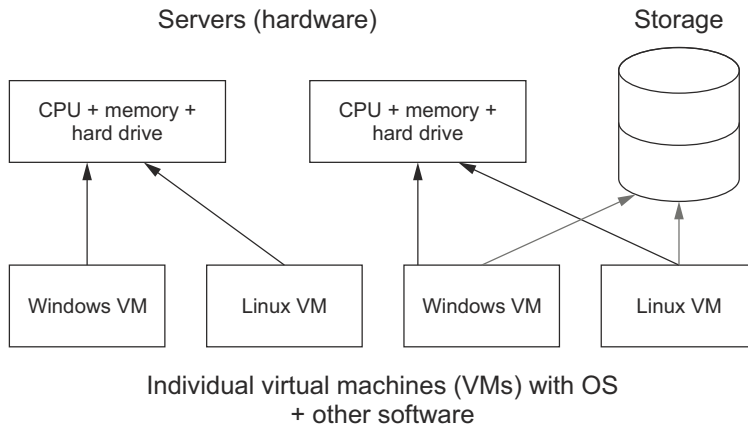 Servers (hardware)
Storage
CPU + memory +
hard drive
CPU + memory +
hard drive
Windows VM
Linux VM
Windows VM
Linux VM
Individual virtual machines (VMs) with OS
+ other software